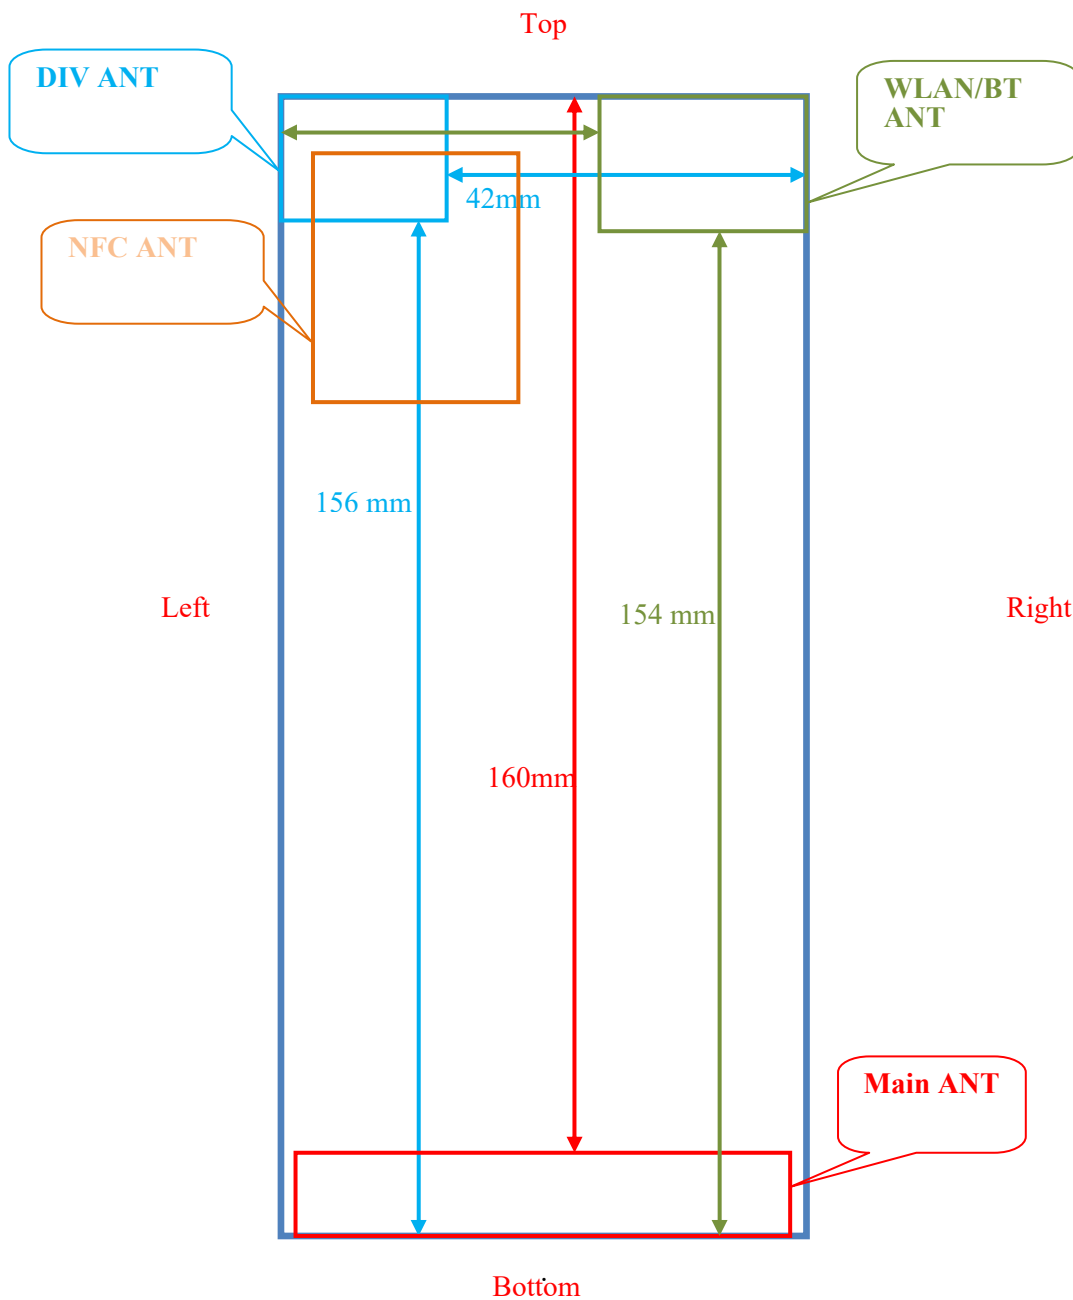 Top
DIV ANT
WLAN/BT
ANT
42mm
NFC ANT
156 mm
Left
154 mm
Right
160mm
Main ANT
Bottom